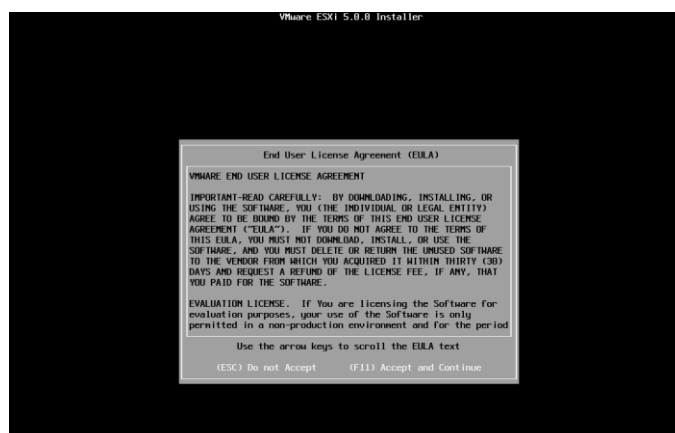 VMware ESXi 5.0.0 Installer
End User License Agreement (EULA)
VMWARE END USER LICENSE AGREEMENT
IMPORTANT-READ CAREFULLY: BY DOWNLOADING, INSTALLING, OR
USING THE SOFTWARE, YOU (THE INDIVIDUAL OR LEGAL ENTITY)
AGREE TO BE BOUND BY THE TERMS OF THIS END USER LICENSE
AGREEMENT ("EULA"). IF YOU DO NOT AGREE TO THE TERMS OF
THIS EULA, YOU MUST NOT DOWNLOAD, INSTALL, OR USE THE
SOFTWARE, AND YOU MUST DELETE OR RETURN THE UNUSED SOFTWARE
TO THE VENDOR FROM WHICH YOU ACQUIRED IT WITHIN THIRTY (30)
DAYS AND REQUEST A REFUND OF THE LICENSE FEE, IF ANY, THAT
YOU PAID FOR THE SOFTWARE.
EVALUATION LICENSE. If You are licensing the Software for
evaluation purposes, your use of the Software is only
permitted in a non-production environment and for the period
Use the arrow keys to scroll the EULA text
(ESC) Do not Accept (F11) Accept and Continue